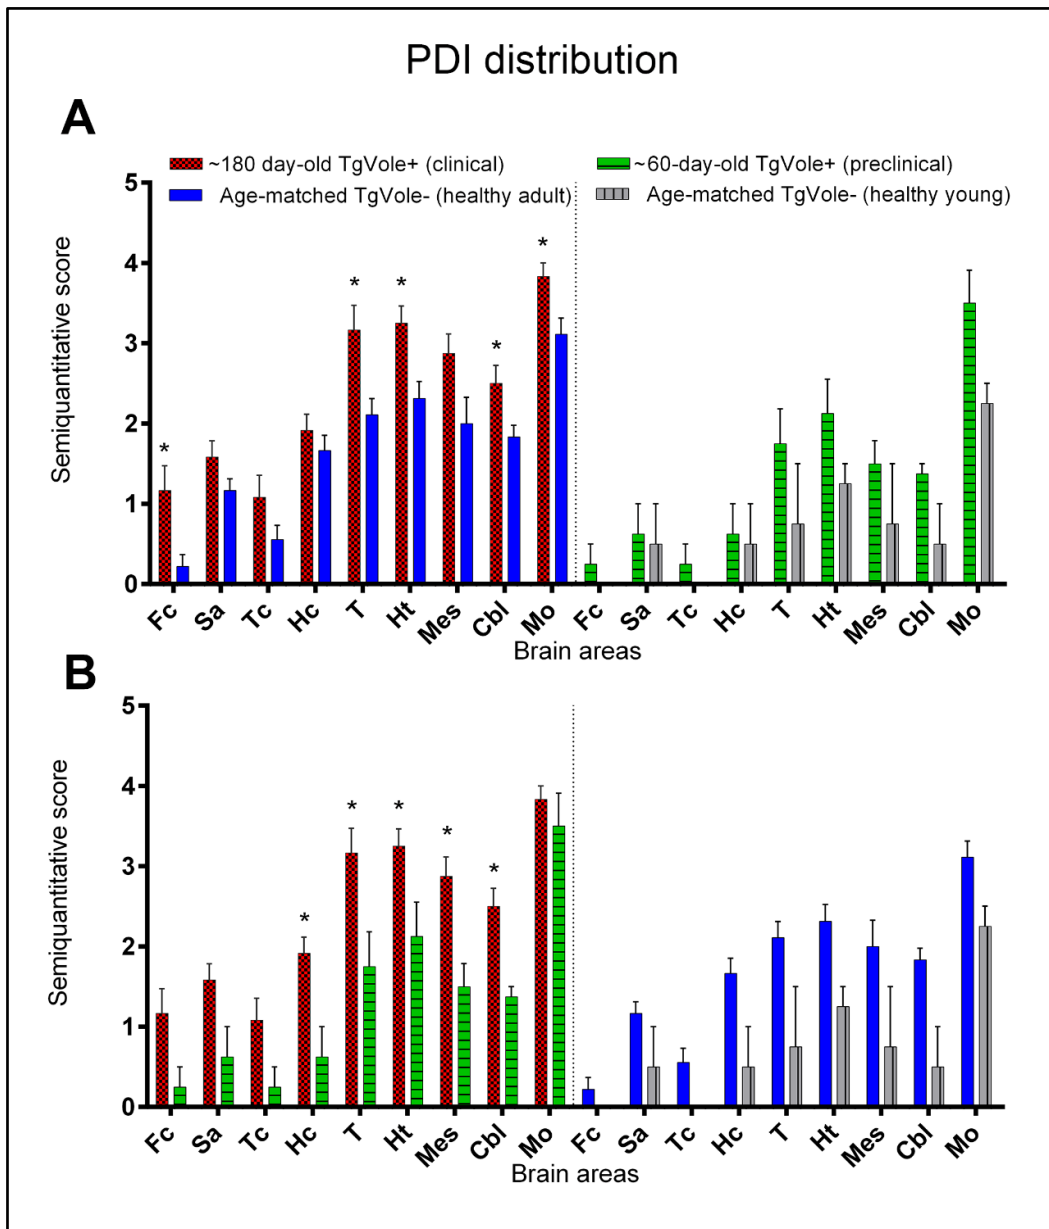 PDI distribution
A
~180 day-old TgVole+ (clinical)
~60-day-old TgVole+ (preclinical)
Age-matched TgVole- (healthy adult)
Age-matched TgVole- (healthy young)
Semiquantitative score
5
4
3
2
1
0
* * * * *
Fc Sa Tc Hc T Ht Mes Cbl Mo Fc Sa Tc Hc T Ht Mes Cbl Mo
Brain areas
B
Semiquantitative score
5
4
3
2
1
0
* * * * *
Fc Sa Tc Hc T Ht Mes Cbl Mo Fc Sa Tc Hc T Ht Mes Cbl Mo
Brain areas